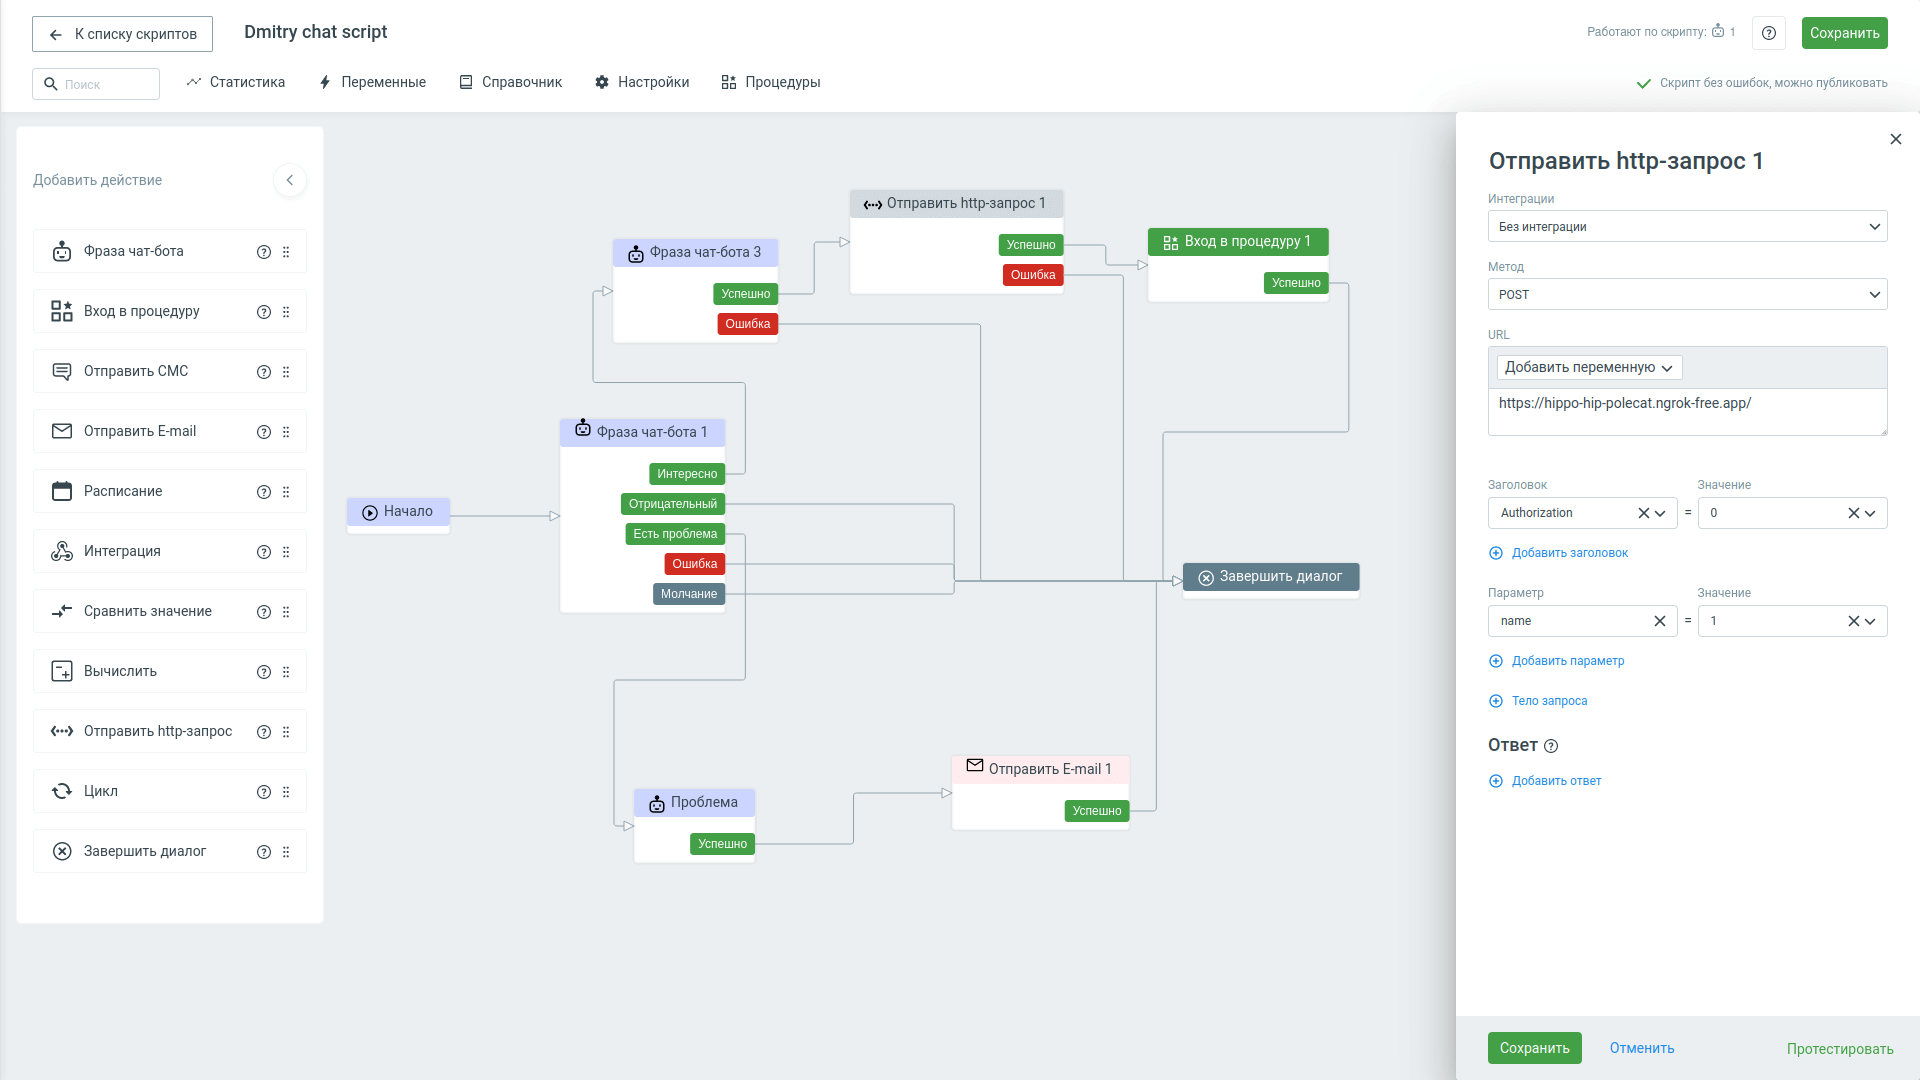 К списку скриптов
Dmitry chat script
Работают по скрипту: 1
Сохранить
Поиск
Статистика
Переменные
Справочник
Настройки
Процедуры
Скрипт без ошибок, можно публиковать
Добавить действие
Фраза чат-бота
Вход в процедуру
Отправить СМС
Отправить E-mail
Расписание
Интеграция
Сравнить значение
Вычислить
Отправить http-запрос
Цикл
Завершить диалог
Начало
Фраза чат-бота 3
Успешно
Ошибка
Отправить http-запрос 1
Успешно
Ошибка
Вход в процедуру 1
Успешно
Фраза чат-бота 1
Интересно
Отрицательный
Есть проблема
Ошибка
Молчание
Завершить диалог
Проблема
Успешно
Отправить E-mail 1
Успешно
Отправить http-запрос 1
Интеграции
Без интеграции
Метод
POST
URL
Добавить переменную
https://hippo-hip-polecat.ngrok-free.app/
Заголовок Значение
Authorization = 0
Добавить заголовок
Параметр Значение
name = 1
Добавить параметр
Тело запроса
Ответ
Добавить ответ
Сохранить
Отменить
Протестировать